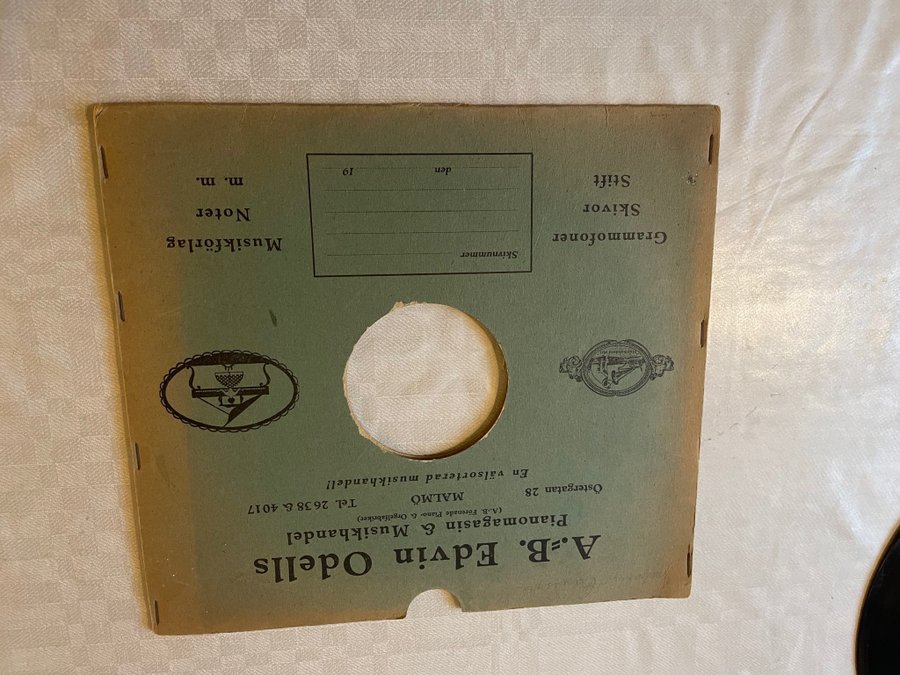 A.-B. Edvin Odells
Pianomagasin & Musikhandel
(A.-B. Förenade Piano- & Orgelfabriker)
Östergatan 28 MALMÖ Tel. 2638 & 4017
En välsorterad musikhandel!
Grammofoner
Skivor
Stift
Skivnummer
den 19
Musikförlag
Noter
m. m.